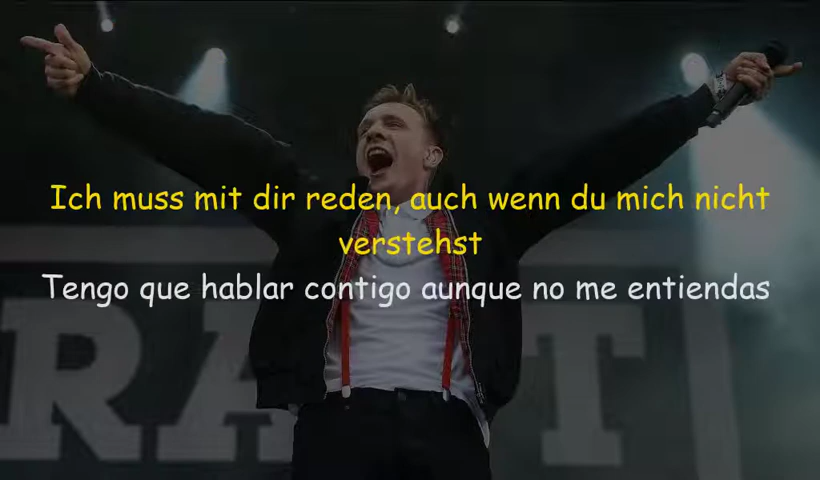 Ich muss mit dir reden, auch wenn du mich nicht
verstehst
Tengo que hablar contigo aunque no me entiendas
RA T